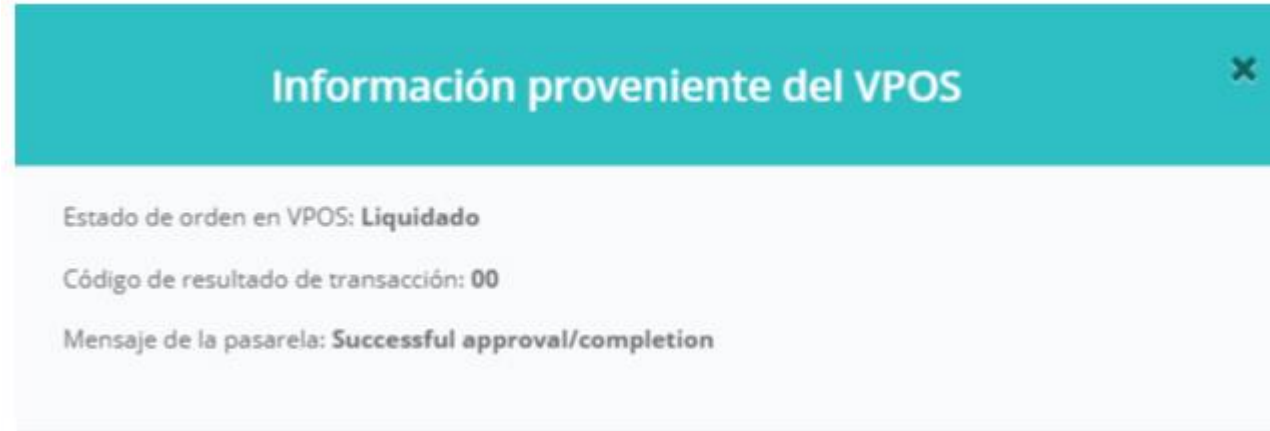 Información proveniente del VPOS
Estado de orden en VPOS: Liquidado
Código de resultado de transacción: 00
Mensaje de la pasarela: Successful approval/completion